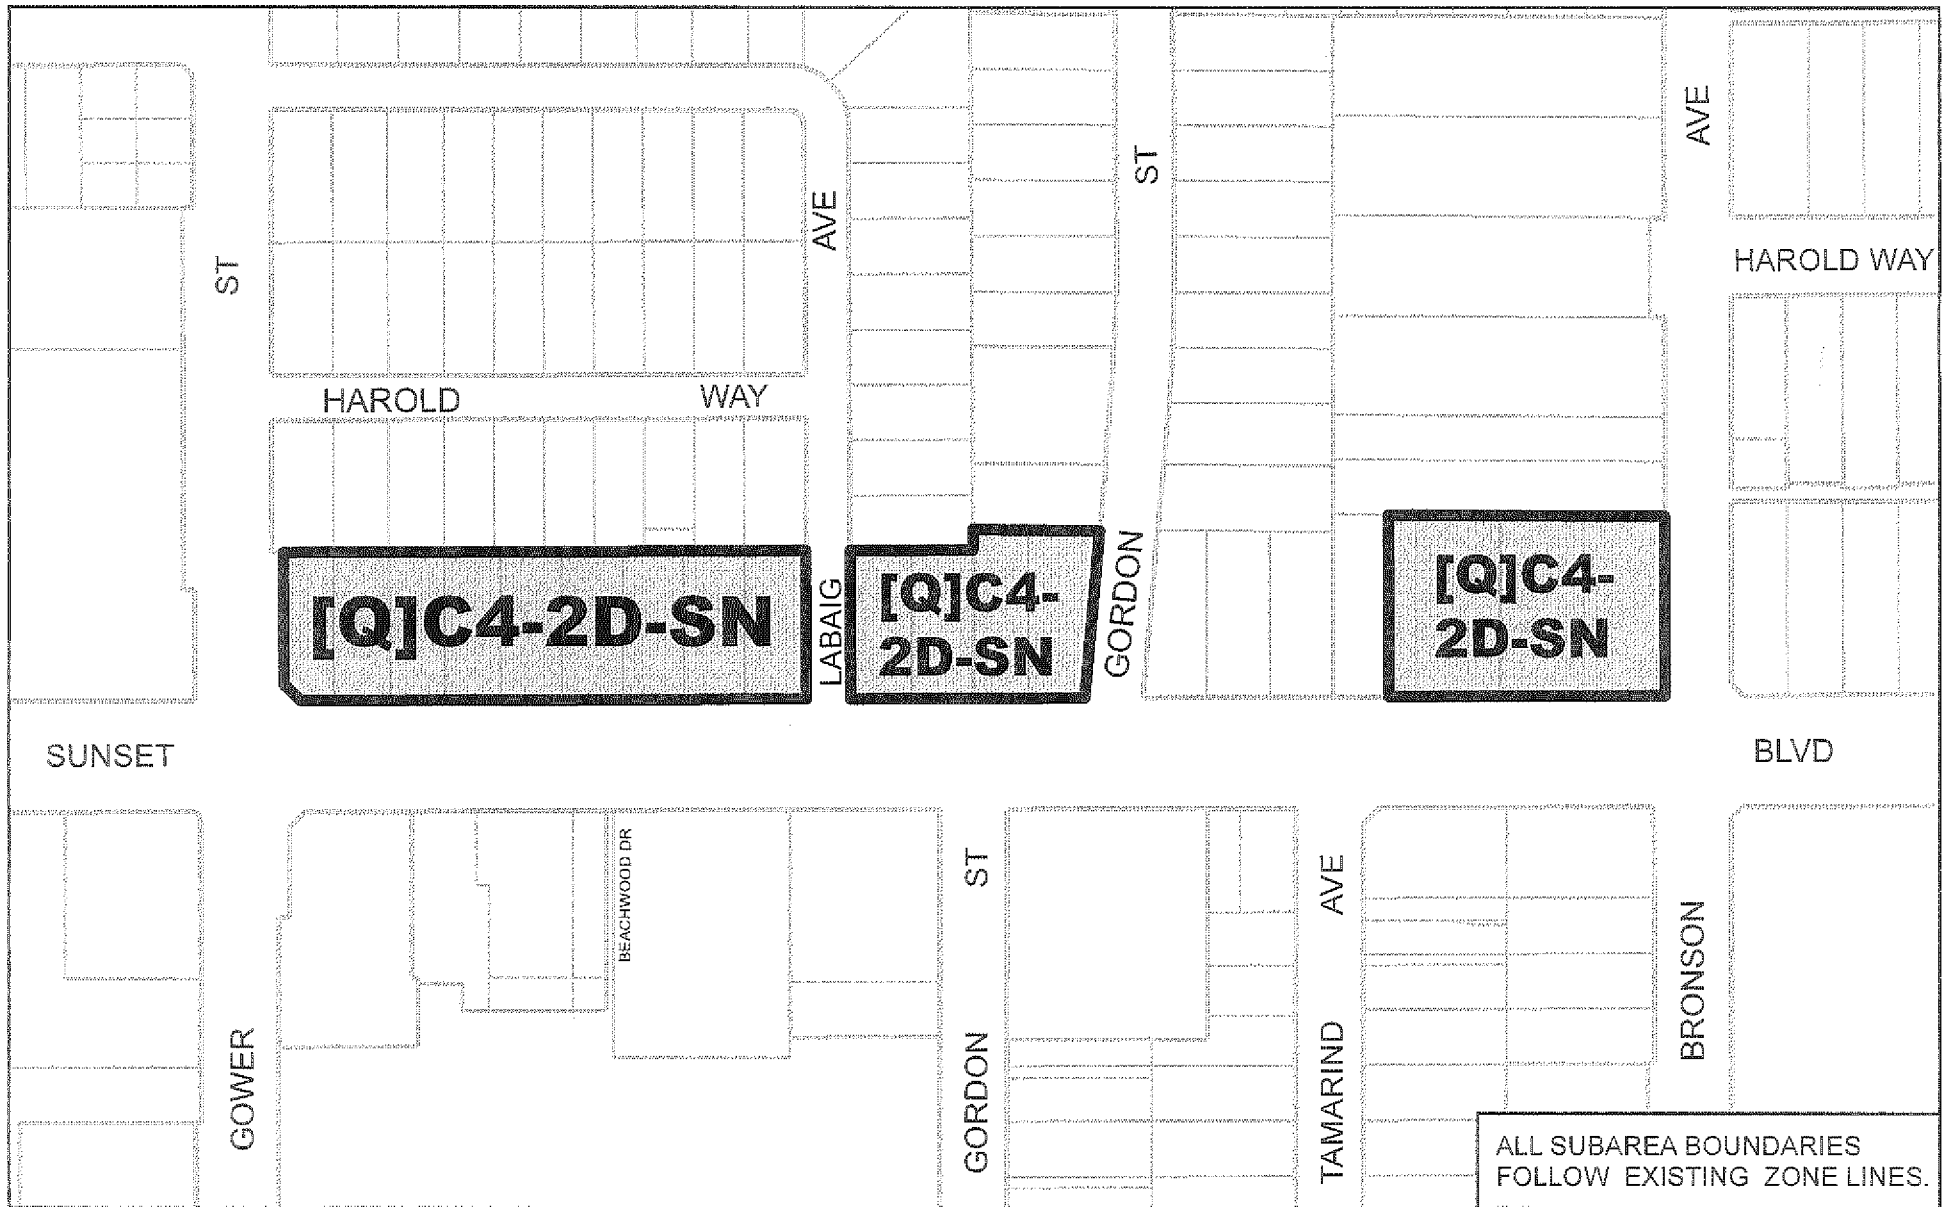 AVE
ST
AVE
ST
HAROLD WAY
HAROLD WAY
[Q]C4-2D-SN
LABAIG
[Q]C4-
2D-SN
GORDON
[Q]C4-
2D-SN
SUNSET
BLVD
BEACHWOOD DR
ST
AVE
GOWER
GORDON
TAMARIND
BRONSON
ALL SUBAREA BOUNDARIES
FOLLOW EXISTING ZONE LINES.